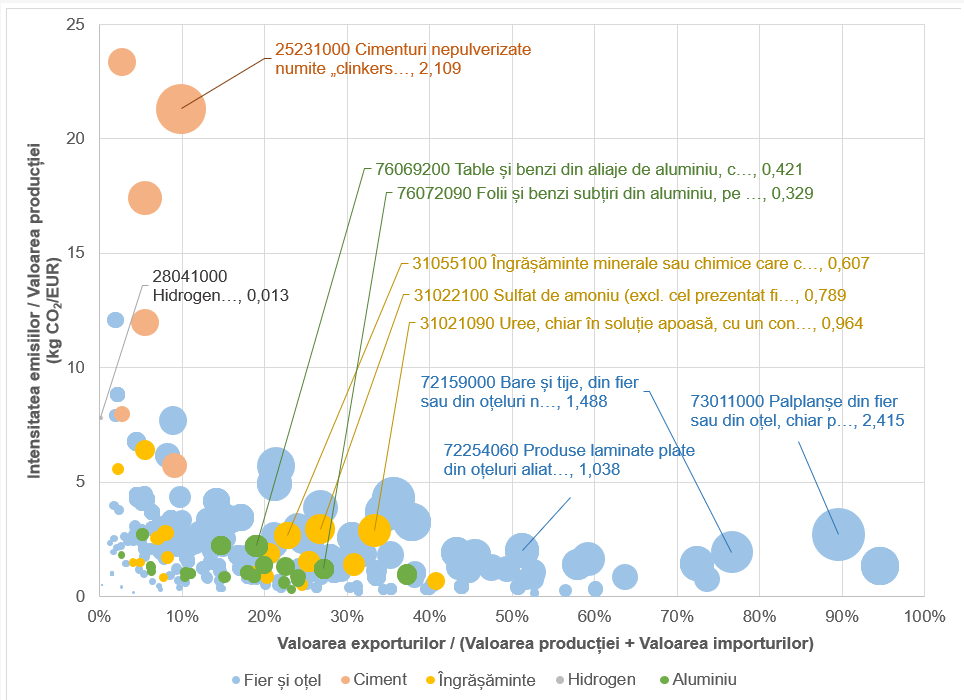 25
20
15
10
5
0
Intensitatea emisiilor / Valoarea producției
(kg CO₂/EUR)
25231000 Cimenturi nepulverizate
numite „clinkers…, 2,109
76069200 Table și benzi din aliaje de aluminiu, c…, 0,421
76072090 Folii și benzi subțiri din aluminiu, pe …, 0,329
28041000
Hidrogen…, 0,013
31055100 Îngrășăminte minerale sau chimice care c…, 0,607
31022100 Sulfat de amoniu (excl. cel prezentat fi…, 0,789
31021090 Uree, chiar în soluție apoasă, cu un con…, 0,964
72159000 Bare și tije, din fier
sau din oțeluri n…, 1,488
73011000 Palplanșe din fier
sau din oțel, chiar p…, 2,415
72254060 Produse laminate plate
din oțeluri aliat…, 1,038
0% 10% 20% 30% 40% 50% 60% 70% 80% 90% 100%
Valoarea exporturilor / (Valoarea producției + Valoarea importurilor)
Fier și oțel Ciment Îngrășăminte Hidrogen Aluminiu